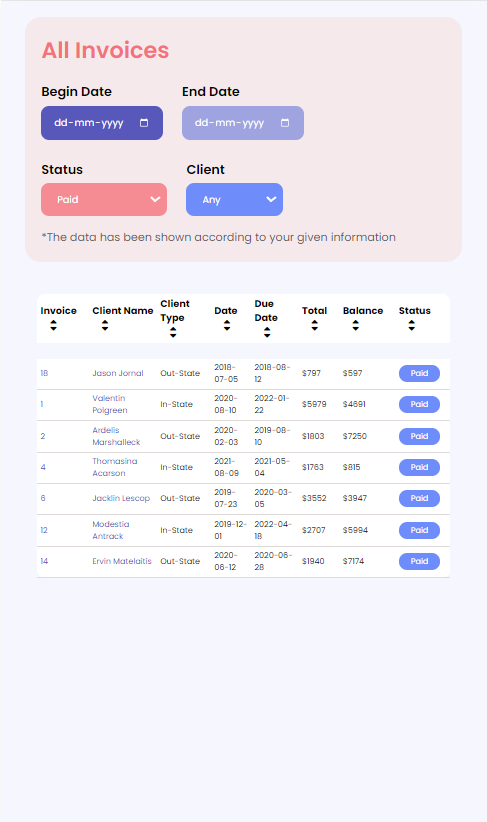 All Invoices
Begin Date End Date
dd-mm-yyyy dd-mm-yyyy
Status Client
Paid Any
*The data has been shown according to your given information
Invoice Client Name Client Type Date Due Date Total Balance Status
18 Jason Jornal Out-State 2018-07-05 2018-08-12 $797 $597 Paid
1 Valentin Polgreen In-State 2020-08-10 2022-01-22 $5979 $4691 Paid
2 Ardelis Marshalleck Out-State 2020-02-03 2019-08-10 $1803 $7250 Paid
4 Thomasina Acarson In-State 2021-08-09 2021-05-04 $1763 $815 Paid
6 Jacklin Lescop Out-State 2019-07-23 2020-03-05 $3552 $3947 Paid
12 Modestia Antrack In-State 2019-12-01 2022-04-18 $2707 $5994 Paid
14 Ervin Matelaitis Out-State 2020-06-12 2020-06-28 $1940 $7174 Paid